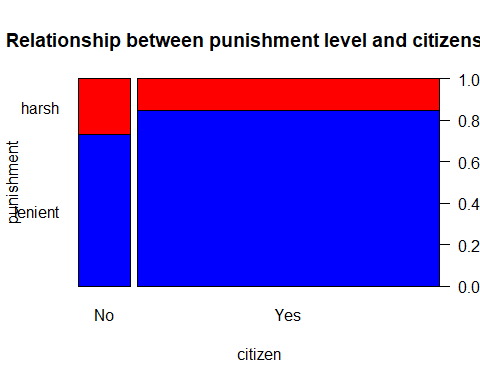 Relationship between punishment level and citizens
harsh
lenient
punishment
1.0
0.8
0.6
0.4
0.2
0.0
No
Yes
citizen